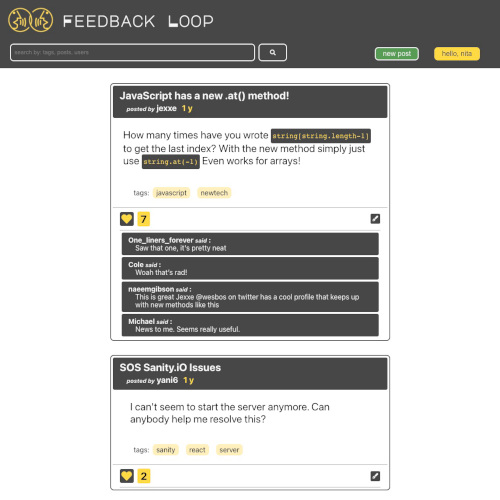 FEEDBACK LOOP
search by: tags, posts, users
new post
hello, nita
JavaScript has a new .at() method!
posted by jexxe 1 y
How many times have you wrote string(string.length-1)
to get the last index? With the new method simply just
use string.at(-1) Even works for arrays!
tags: javascript newtech
7
One_liners_forever said :
Saw that one, it's pretty neat
Cole said :
Woah that's rad!
naeemgibson said :
This is great Jexxe @wesbos on twitter has a cool profile that keeps up
with new methods like this
Michael said :
News to me. Seems really useful.
SOS Sanity.iO Issues
posted by yani6 1 y
I can't seem to start the server anymore. Can
anybody help me resolve this?
tags: sanity react server
2